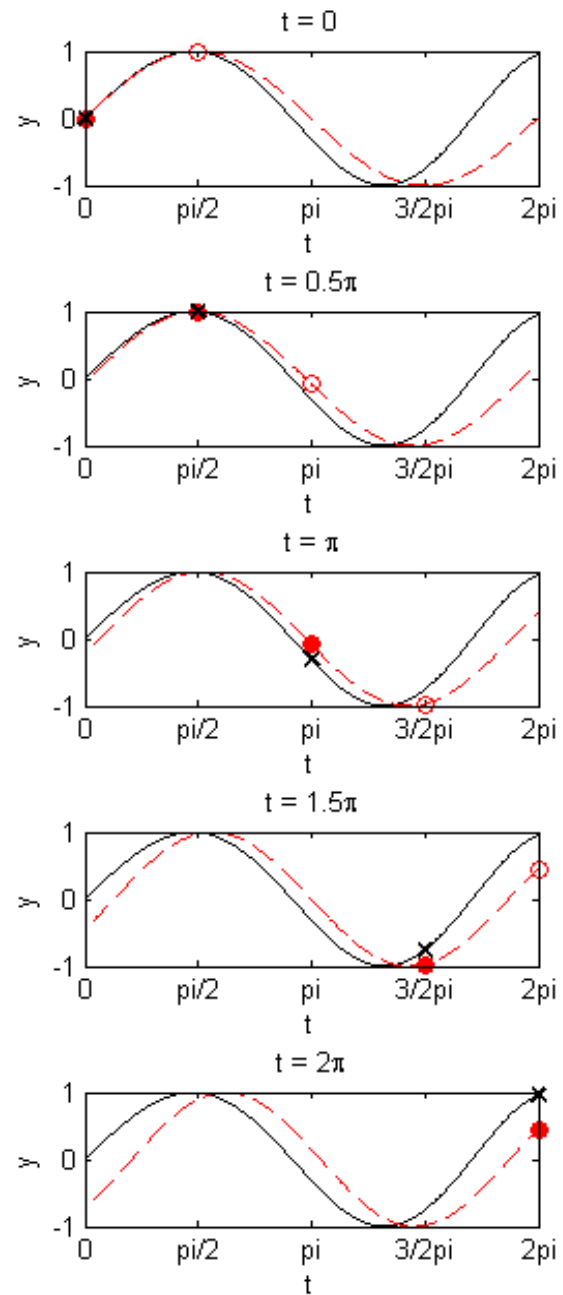 t = 0
1
0
-1
y
0 pi/2 pi 3/2pi 2pi
t
t = 0.5π
1
0
-1
y
0 pi/2 pi 3/2pi 2pi
t
t = π
1
0
-1
y
0 pi/2 pi 3/2pi 2pi
t
t = 1.5π
1
0
-1
y
0 pi/2 pi 3/2pi 2pi
t
t = 2π
1
0
-1
y
0 pi/2 pi 3/2pi 2pi
t